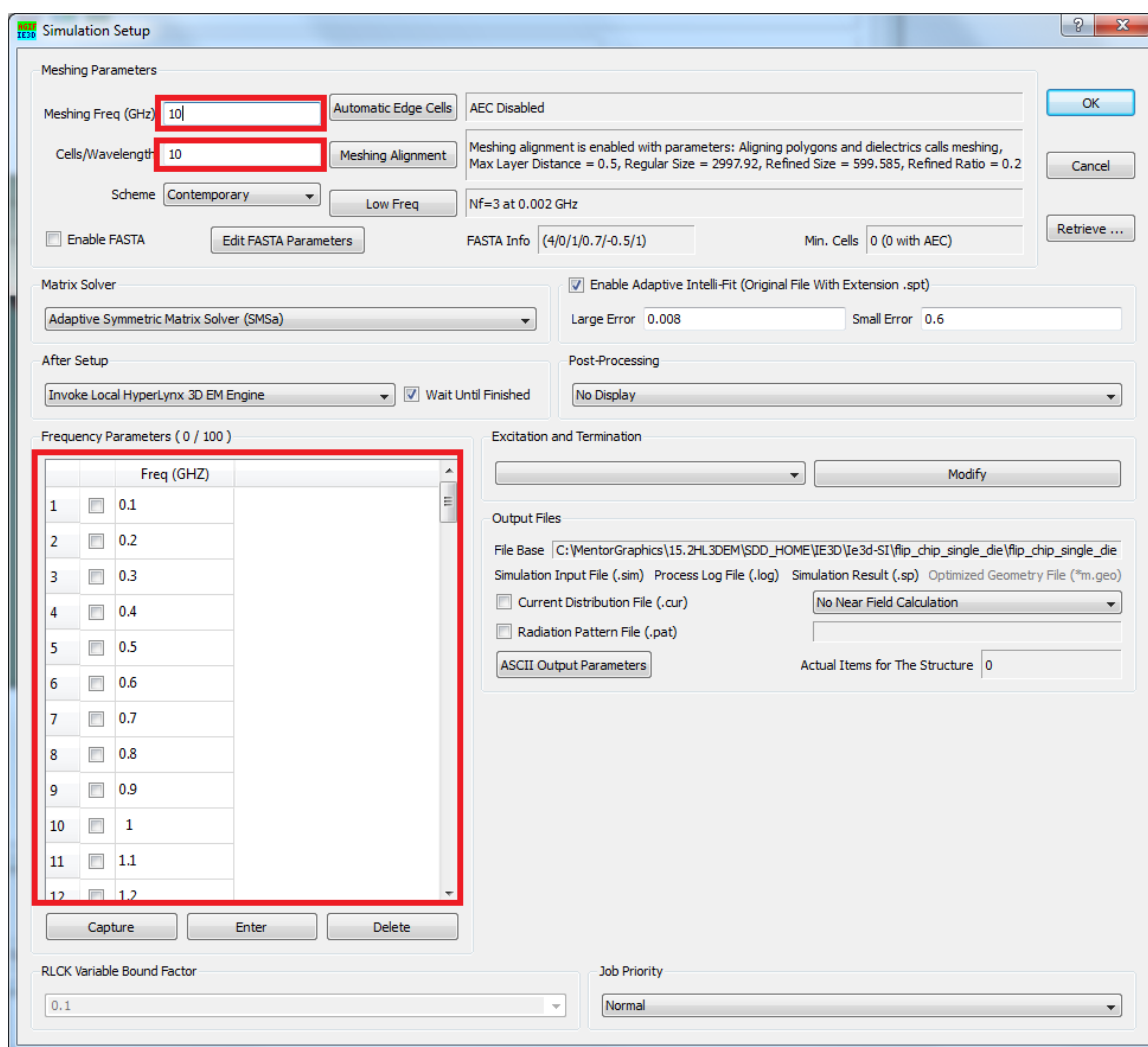 AGIF
IE3D
Simulation Setup
?
X
Meshing Parameters
Meshing Freq (GHz) 10
Automatic Edge Cells
AEC Disabled
OK
Cells/Wavelength 10
Meshing Alignment
Meshing alignment is enabled with parameters: Aligning polygons and dielectrics calls meshing,
Max Layer Distance = 0.5, Regular Size = 2997.92, Refined Size = 599.585, Refined Ratio = 0.2
Cancel
Scheme Contemporary
Low Freq
Nf=3 at 0.002 GHz
Retrieve ...
Enable FASTA
Edit FASTA Parameters
FASTA Info (4/0/1/0.7/-0.5/1)
Min. Cells 0 (0 with AEC)
Matrix Solver
Adaptive Symmetric Matrix Solver (SMSa)
Enable Adaptive Intelli-Fit (Original File With Extension .spt)
Large Error 0.008
Small Error 0.6
After Setup
Invoke Local HyperLynx 3D EM Engine
Wait Until Finished
Post-Processing
No Display
Frequency Parameters ( 0 / 100 )
Freq (GHZ)
1 0.1
2 0.2
3 0.3
4 0.4
5 0.5
6 0.6
7 0.7
8 0.8
9 0.9
10 1
11 1.1
12 1.2
Capture
Enter
Delete
Excitation and Termination
Modify
Output Files
File Base C:\MentorGraphics\15.2HL3DEM\SDD_HOME\IE3D\Ie3d-SI\flip_chip_single_die\flip_chip_single_die
Simulation Input File (.sim) Process Log File (.log) Simulation Result (.sp) Optimized Geometry File (*m.geo)
Current Distribution File (.cur)
No Near Field Calculation
Radiation Pattern File (.pat)
ASCII Output Parameters
Actual Items for The Structure 0
RLCK Variable Bound Factor
0.1
Job Priority
Normal